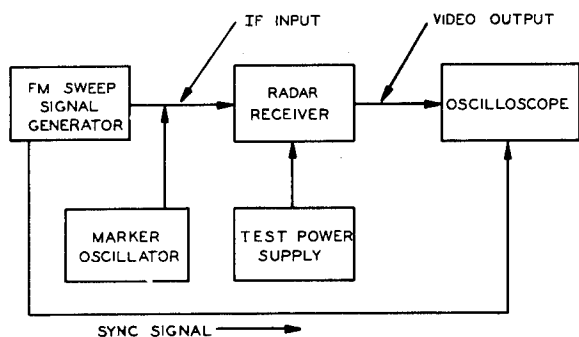 IF INPUT
VIDEO OUTPUT
FM SWEEP
SIGNAL
GENERATOR
RADAR
RECEIVER
OSCILLOSCOPE
MARKER
OSCILLATOR
TEST POWER
SUPPLY
SYNC SIGNAL